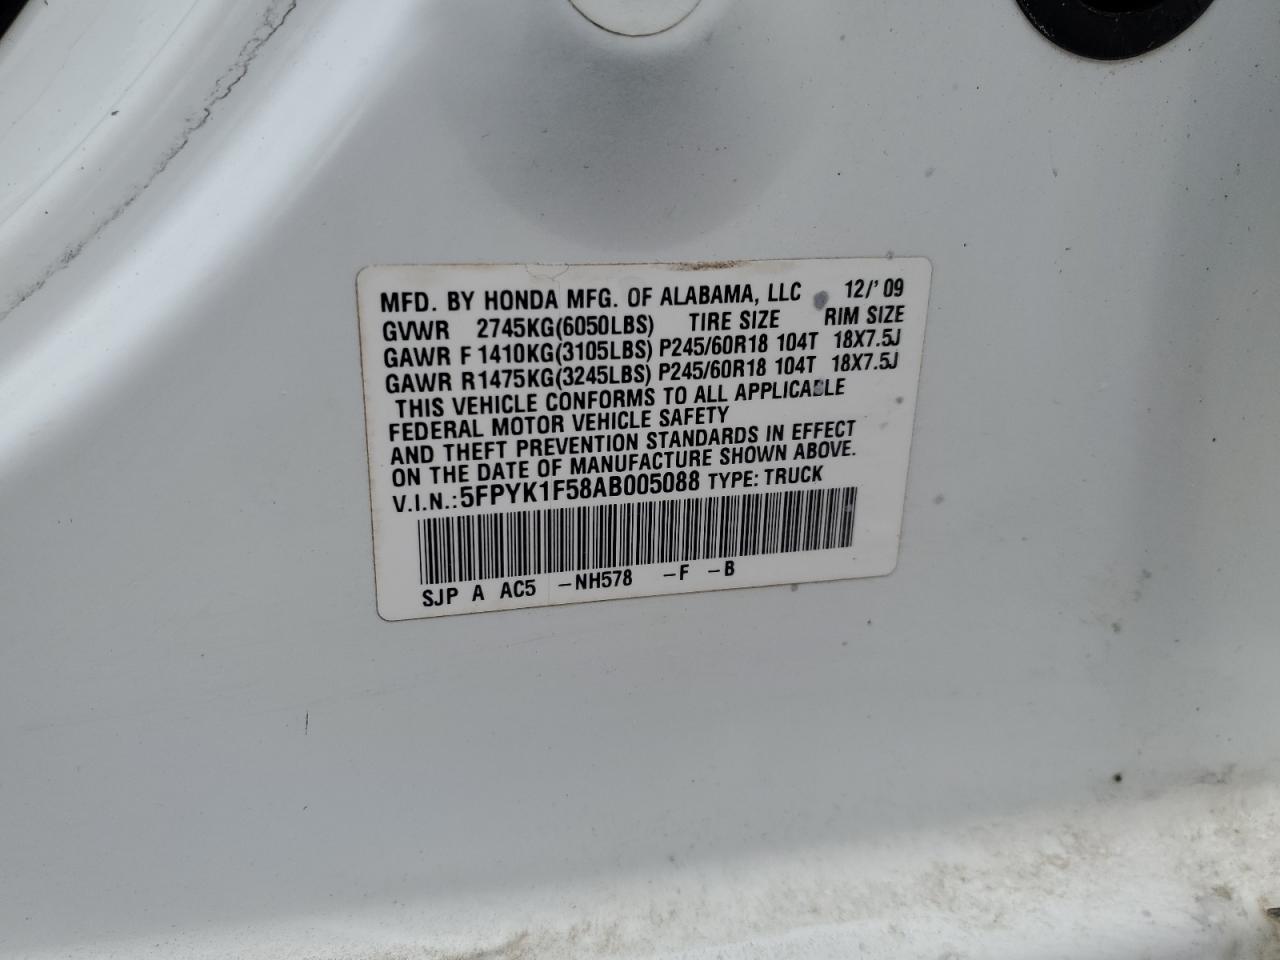 MFD. BY HONDA MFG. OF ALABAMA, LLC 12/'09
GVWR 2745KG(6050LBS) TIRE SIZE RIM SIZE
GAWR F 1410KG(3105LBS) P245/60R18 104T 18X7.5J
GAWR R1475KG(3245LBS) P245/60R18 104T 18X7.5J
THIS VEHICLE CONFORMS TO ALL APPLICABLE
FEDERAL MOTOR VEHICLE SAFETY
AND THEFT PREVENTION STANDARDS IN EFFECT
ON THE DATE OF MANUFACTURE SHOWN ABOVE.
V.I.N.:5FPYK1F58AB005088 TYPE: TRUCK
SJP A AC5 -NH578 -F -B